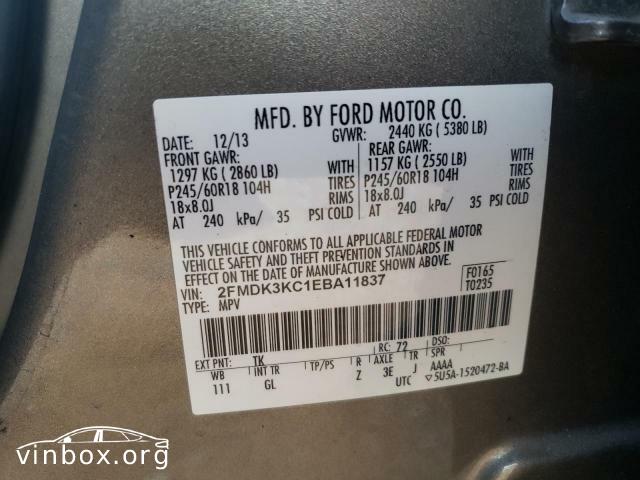 MFD. BY FORD MOTOR CO.
DATE: 12/13 GVWR: 2440 KG ( 5380 LB)
FRONT GAWR: REAR GAWR:
1297 KG ( 2860 LB) WITH 1157 KG ( 2550 LB) WITH
P245/60R18 104H TIRES P245/60R18 104H TIRES
18x8.0J RIMS 18x8.0J RIMS
AT 240 kPa/ 35 PSI COLD AT 240 kPa/ 35 PSI COLD
THIS VEHICLE CONFORMS TO ALL APPLICABLE FEDERAL MOTOR
VEHICLE SAFETY AND THEFT PREVENTION STANDARDS IN
EFFECT ON THE DATE OF MANUFACTURE SHOWN ABOVE.
VIN: 2FMDK3KC1EBA11837 F0165
TYPE: MPV T0235
EXT PNT: TK RC: 72 DSO:
WB INT TR TP/PS R AXLE TR SPR
111 GL Z 3E J AAAA
UTC ▽5U5A-1520472-BA
vinbox.org